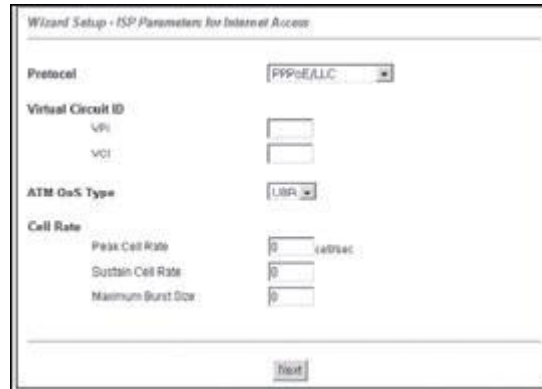 Wizard Setup - ISP Parameters for Internet Access
Protocol PPPoE/LLC
Virtual Circuit ID
VPI
VCI
ATM QoS Type UBR
Cell Rate
Peak Cell Rate 0 cell/sec
Sustain Cell Rate 0
Maximum Burst Size 0
Next